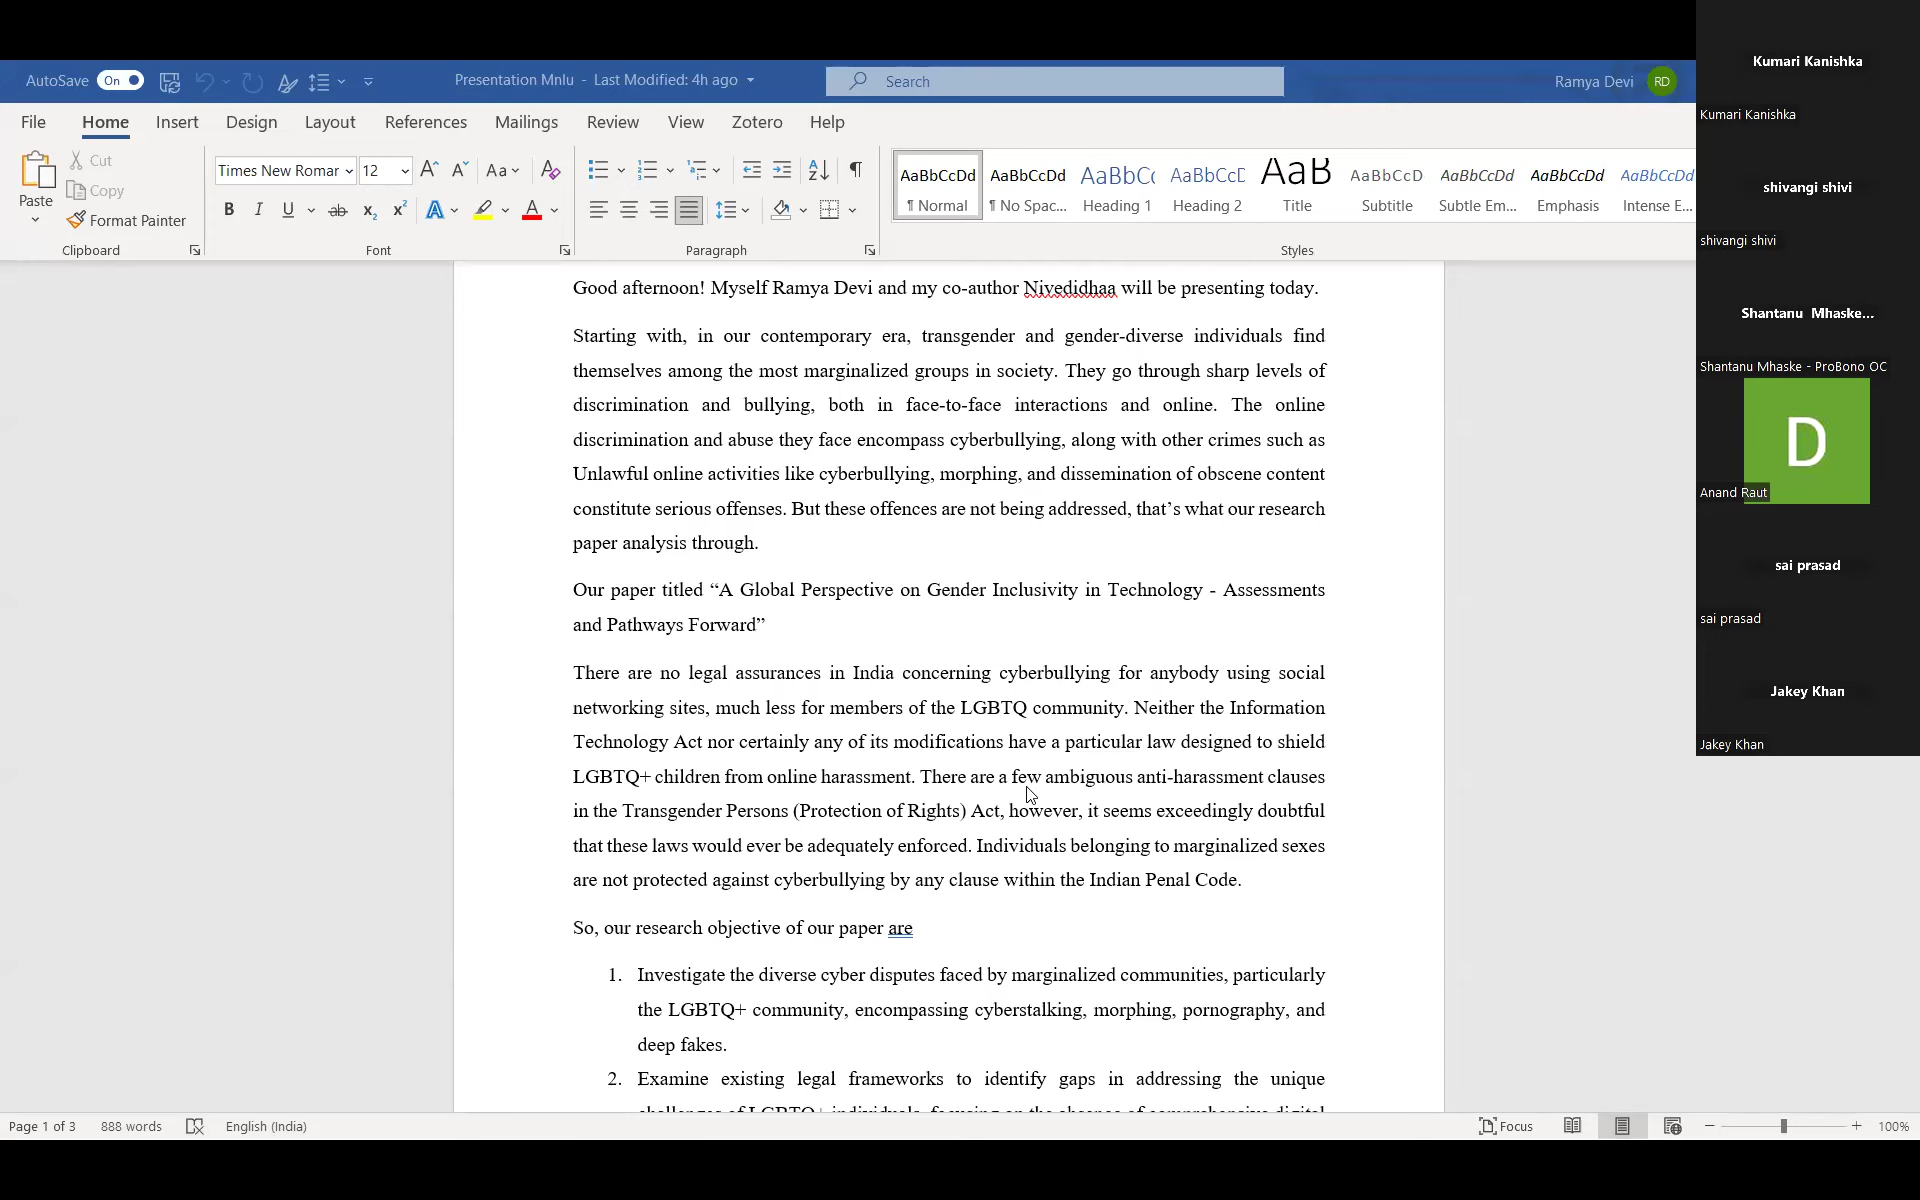 AutoSave On Presentation Mnlu - Last Modified: 4h ago Search Ramya Devi RD
File Home Insert Design Layout References Mailings Review View Zotero Help
Paste Cut Copy Format Painter
Clipboard
Times New Roman 12 Aa
B I U ab x₂ x² A A
Font
Paragraph
AaBbCcDd AaBbCcDd AaBbCc AaBbCcE AaB AaBbCcD AaBbCcDd AaBbCcDd AaBbCcDd
¶ Normal ¶ No Spac... Heading 1 Heading 2 Title Subtitle Subtle Em... Emphasis Intense E...
Styles
Good afternoon! Myself Ramya Devi and my co-author Nivedidhaa will be presenting today.
Starting with, in our contemporary era, transgender and gender-diverse individuals find
themselves among the most marginalized groups in society. They go through sharp levels of
discrimination and bullying, both in face-to-face interactions and online. The online
discrimination and abuse they face encompass cyberbullying, along with other crimes such as
Unlawful online activities like cyberbullying, morphing, and dissemination of obscene content
constitute serious offenses. But these offences are not being addressed, that’s what our research
paper analysis through.
Our paper titled “A Global Perspective on Gender Inclusivity in Technology - Assessments
and Pathways Forward”
There are no legal assurances in India concerning cyberbullying for anybody using social
networking sites, much less for members of the LGBTQ community. Neither the Information
Technology Act nor certainly any of its modifications have a particular law designed to shield
LGBTQ+ children from online harassment. There are a few ambiguous anti-harassment clauses
in the Transgender Persons (Protection of Rights) Act, however, it seems exceedingly doubtful
that these laws would ever be adequately enforced. Individuals belonging to marginalized sexes
are not protected against cyberbullying by any clause within the Indian Penal Code.
So, our research objective of our paper are
1. Investigate the diverse cyber disputes faced by marginalized communities, particularly
the LGBTQ+ community, encompassing cyberstalking, morphing, pornography, and
deep fakes.
2. Examine existing legal frameworks to identify gaps in addressing the unique
challenges of LGBTQ+ individuals, focusing on the absence of comprehensive digital
Page 1 of 3 888 words English (India) Focus 100%
Kumari Kanishka
Kumari Kanishka
shivangi shivi
shivangi shivi
Shantanu Mhaske...
Shantanu Mhaske - ProBono OC
D
Anand Raut
sai prasad
sai prasad
Jakey Khan
Jakey Khan